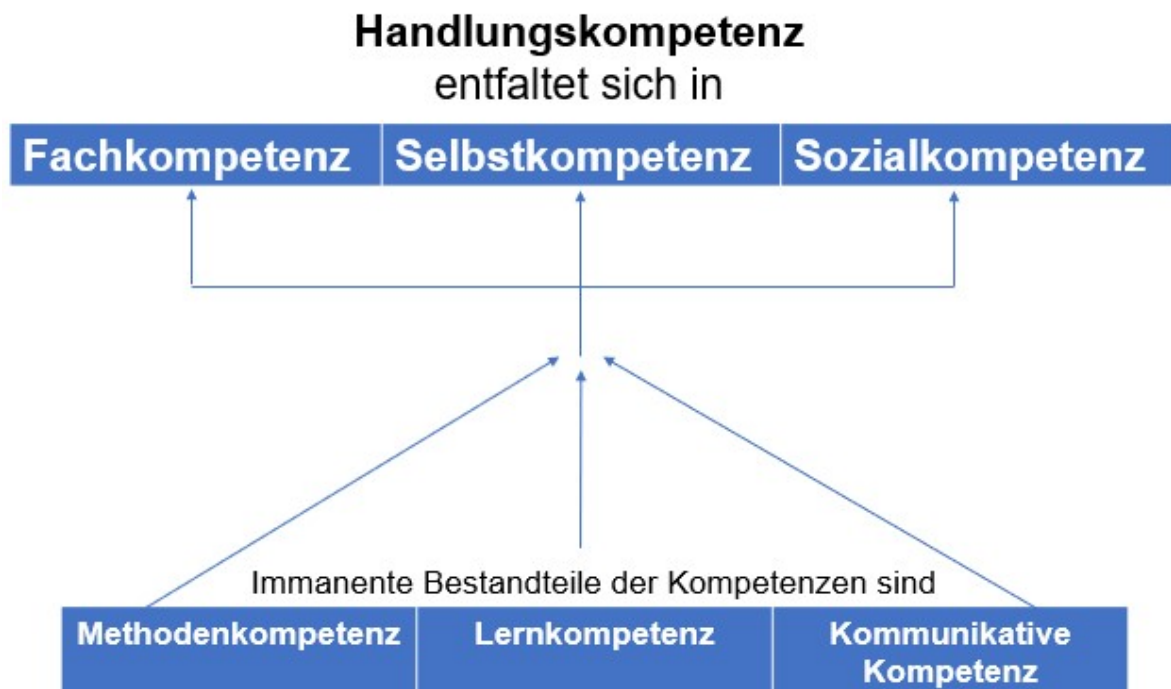 Handlungskompetenz
entfaltet sich in
Fachkompetenz Selbstkompetenz Sozialkompetenz
Immanente Bestandteile der Kompetenzen sind
Methodenkompetenz Lernkompetenz Kommunikative
Kompetenz